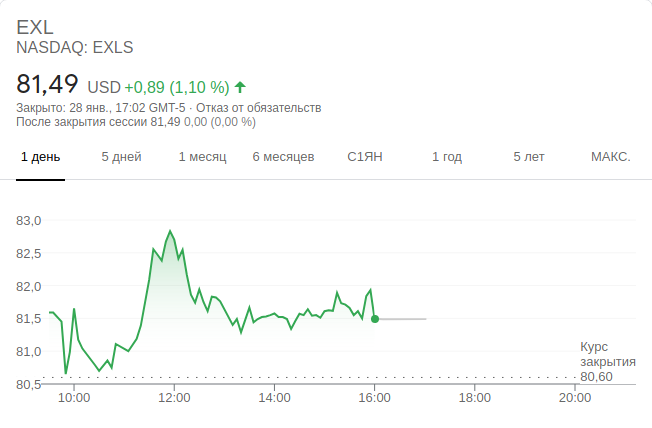 EXL
NASDAQ: EXLS
81,49 USD +0,89 (1,10 %)
Закрыто: 28 янв., 17:02 GMT-5 · Отказ от обязательств
После закрытия сессии 81,49 0,00 (0,00 %)
1 день 5 дней 1 месяц 6 месяцев С1ЯН 1 год 5 лет МАКС.
83,0
82,5
82,0
81,5
81,0
80,5
Курс
закрытия
80,60
10:00 12:00 14:00 16:00 18:00 20:00